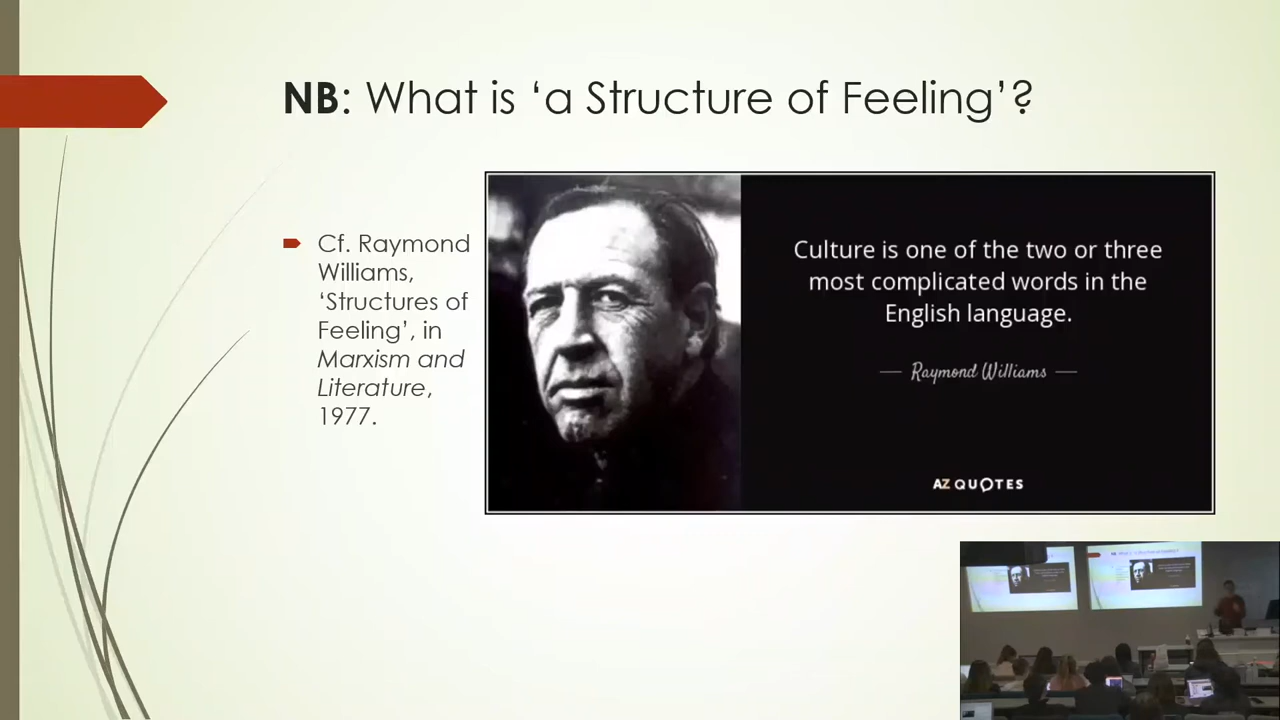 NB: What is ‘a Structure of Feeling’?
Cf. Raymond
Williams,
‘Structures of
Feeling’, in
Marxism and
Literature,
1977.
Culture is one of the two or three
most complicated words in the
English language.
Raymond Williams
AZ QUOTES